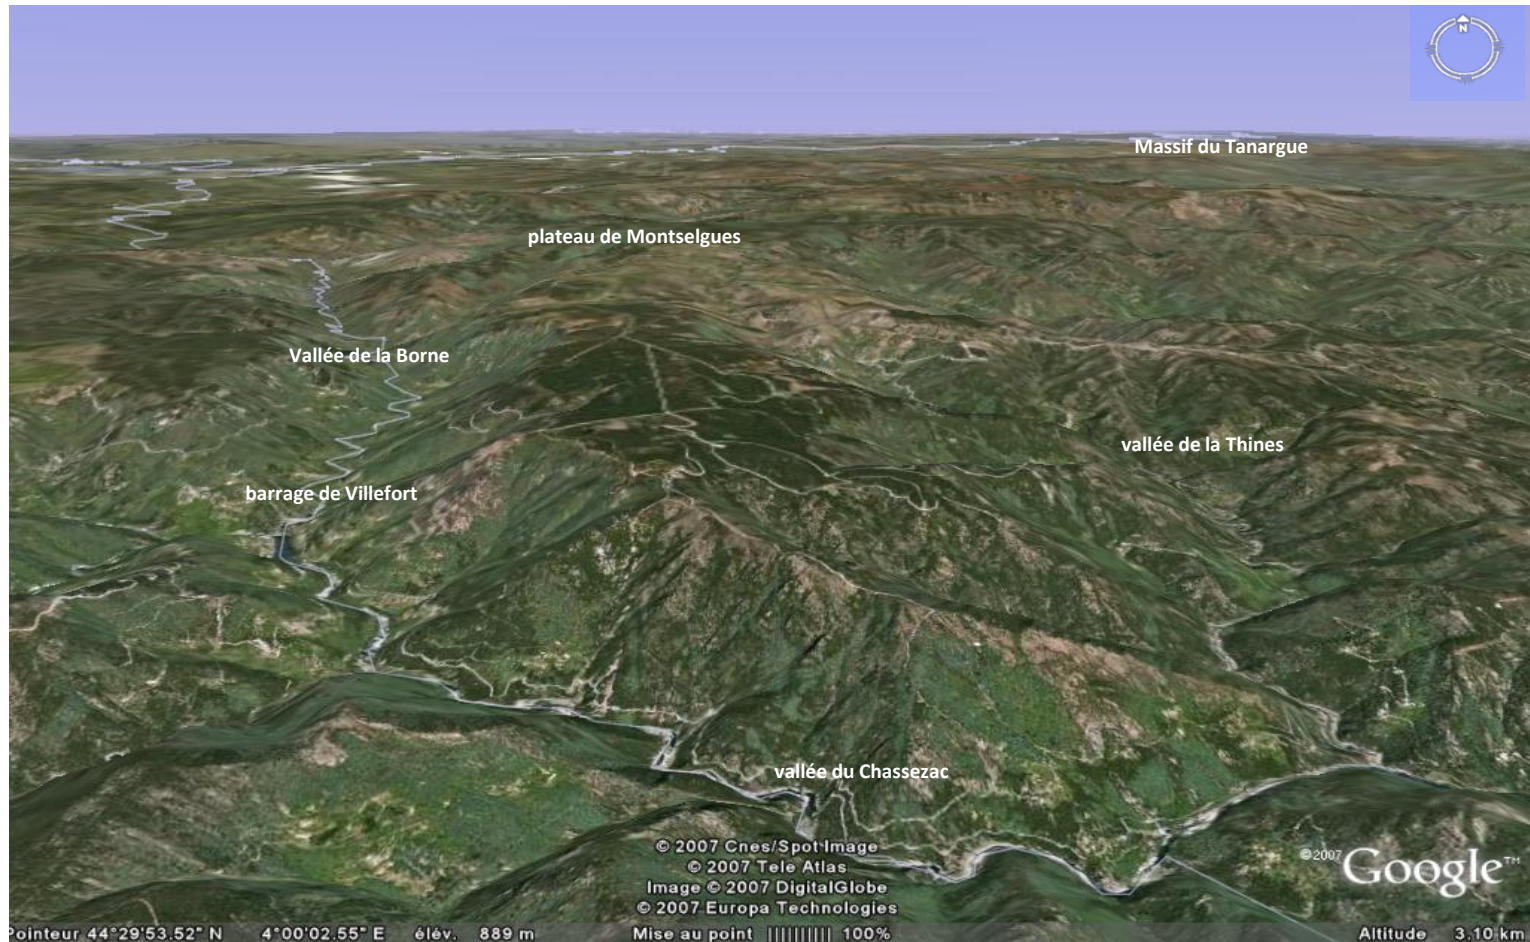 N
Massif du Tanargue
plateau de Montselgues
Vallée de la Borne
vallée de la Thines
barrage de Villefort
vallée du Chassezac
© 2007 Cnes/Spot Image
© 2007 Tele Atlas
Image © 2007 DigitalGlobe
© 2007 Europa Technologies
©2007 Google™
Pointeur 44°29'53.52" N 4°00'02.55" E élév. 889 m Mise au point |||||||||| 100% Altitude 3.10 km